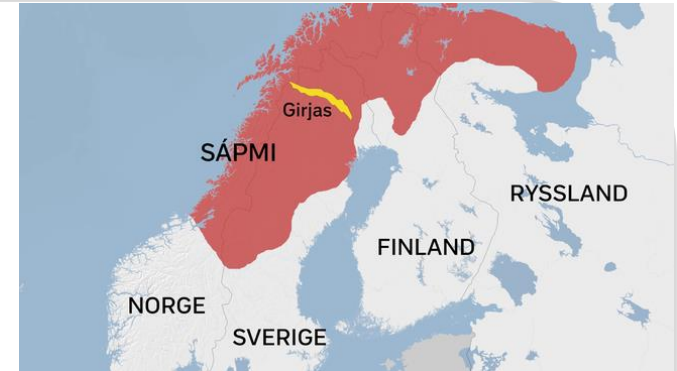 Girjas
SÁPMI
RYSSLAND
FINLAND
NORGE
SVERIGE